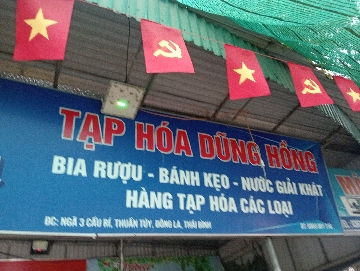 TẠP HÓA DŨNG HỒNG
BIA RƯỢU - BÁNH KẸO - NƯỚC GIẢI KHÁT
HÀNG TẠP HÓA CÁC LOẠI
ĐC: NGÃ 3 CẦU RÌ, THUẦN TÚY, ĐÔNG LA, THÁI BÌNH